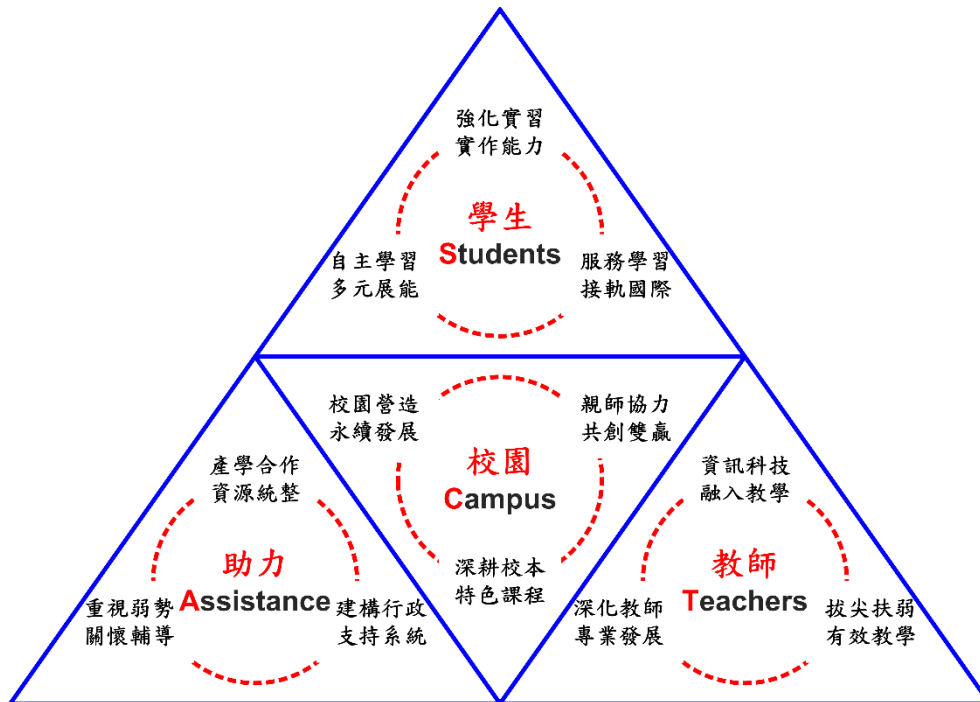 強化實習
實作能力
學生
Students
自主學習
多元展能
服務學習
接軌國際
校園營造
永續發展
親師協力
共創雙贏
校園
Campus
深耕校本
特色課程
產學合作
資源統整
助力
Assistance
重視弱勢
關懷輔導
建構行政
支持系統
資訊科技
融入教學
教師
Teachers
深化教師
專業發展
拔尖扶弱
有效教學